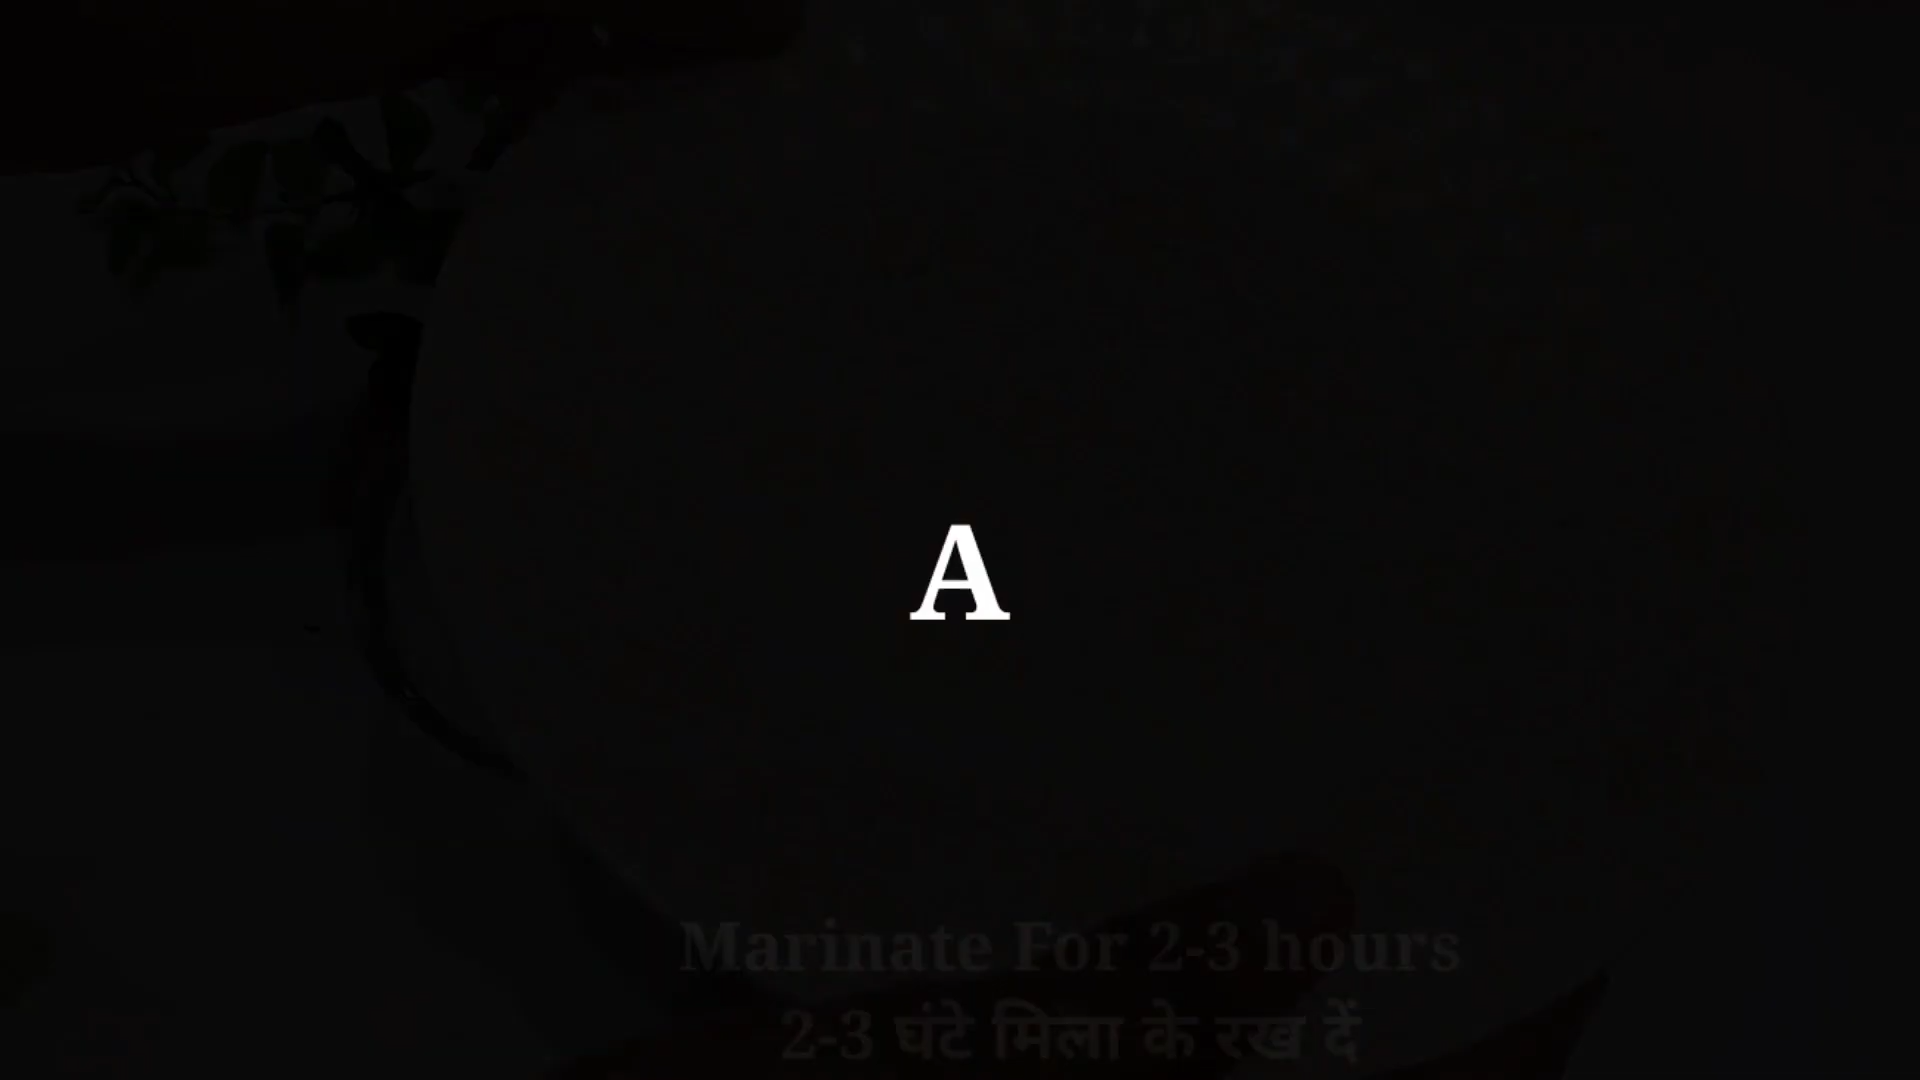 A
Marinate For 2-3 hours
2-3 घंटे मिला के रख दें